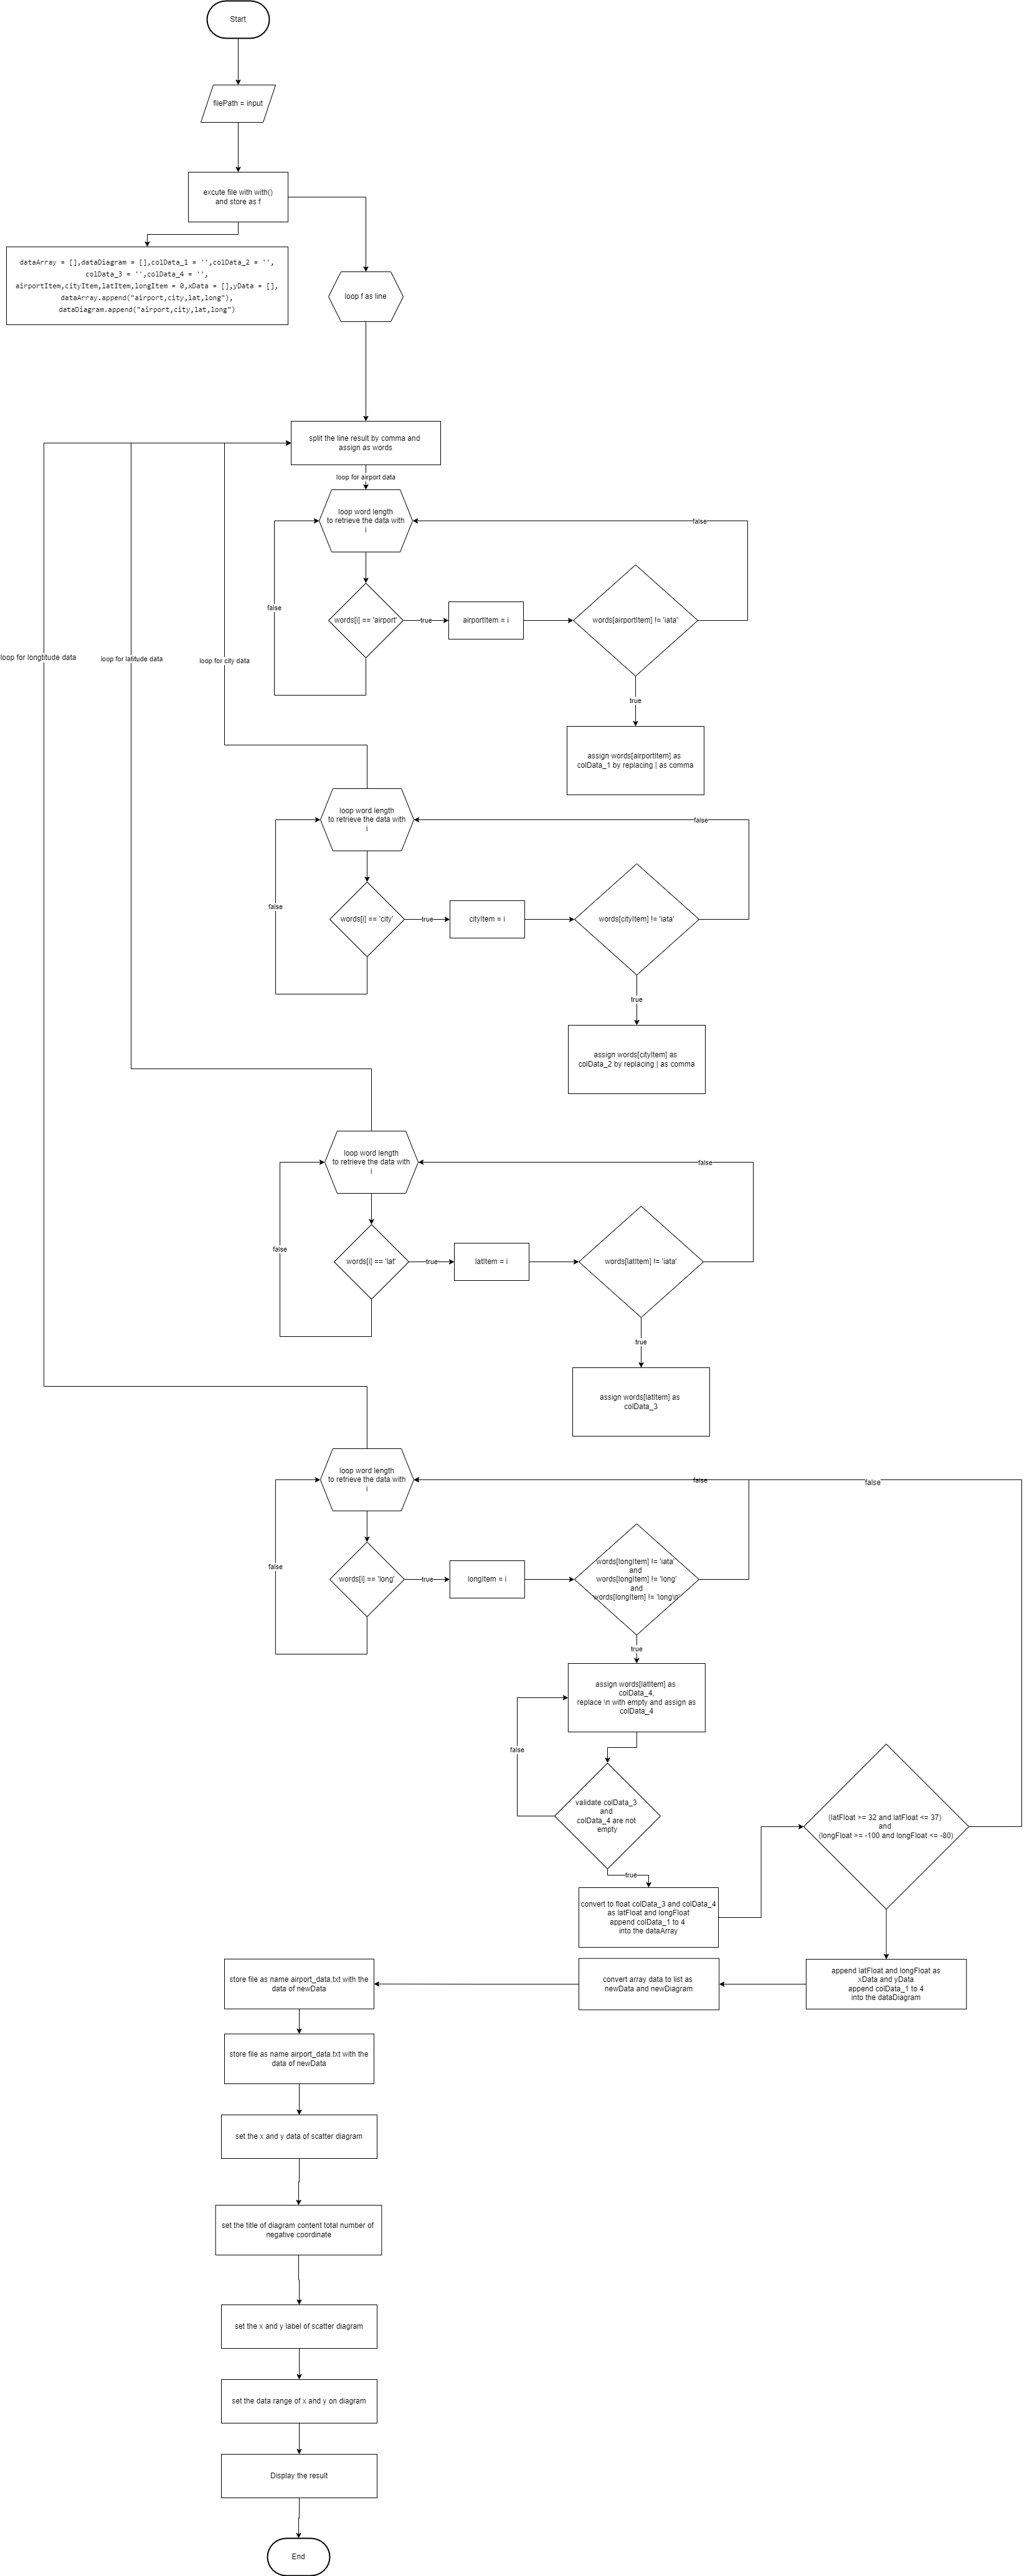 Start
filePath = input
excute file with with()
and store as f
dataArray = [],dataDiagram = [],colData_1 = '',colData_2 = '',
colData_3 = '',colData_4 = '',
airportItem,cityItem,latItem,longItem = 0,xData = [],yData = [],
dataArray.append("airport,city,lat,long"),
dataDiagram.append("airport,city,lat,long")
loop f as line
split the line result by comma and
assign as words
loop for airport data
loop word length
to retrieve the data with
i
false
false
words[i] == 'airport'
true
airportItem = i
words[airportItem] != 'iata'
loop for longtitude data
loop for latitude data
loop for city data
true
assign words[airportItem] as
colData_1 by replacing | as comma
loop word length
to retrieve the data with
i
false
false
words[i] == 'city'
true
cityItem = i
words[cityItem] != 'iata'
true
assign words[cityItem] as
colData_2 by replacing | as comma
loop word length
to retrieve the data with
i
false
false
words[i] == 'lat'
true
latItem = i
words[latItem] != 'iata'
true
assign words[latItem] as
colData_3
loop word length
to retrieve the data with
i
false
false
false
words[i] == 'long'
true
longItem = i
words[longItem] != 'iata'
and
words[longItem] != 'long'
and
words[longItem] != 'long\n'
true
assign words[latItem] as
colData_4,
replace \n with empty and assign as
colData_4
false
validate colData_3
and
colData_4 are not
empty
(latFloat >= 32 and latFloat <= 37)
and
(longFloat >= -100 and longFloat <= -80)
true
convert to float colData_3 and colData_4
as latFloat and longFloat
append colData_1 to 4
into the dataArray
append latFloat and longFloat as
xData and yData
append colData_1 to 4
into the dataDiagram
convert array data to list as
newData and newDiagram
store file as name airport_data.txt with the
data of newData
store file as name airport_data.txt with the
data of newData
set the x and y data of scatter diagram
set the title of diagram content total number of
negative coordinate
set the x and y label of scatter diagram
set the data range of x and y on diagram
Display the result
End